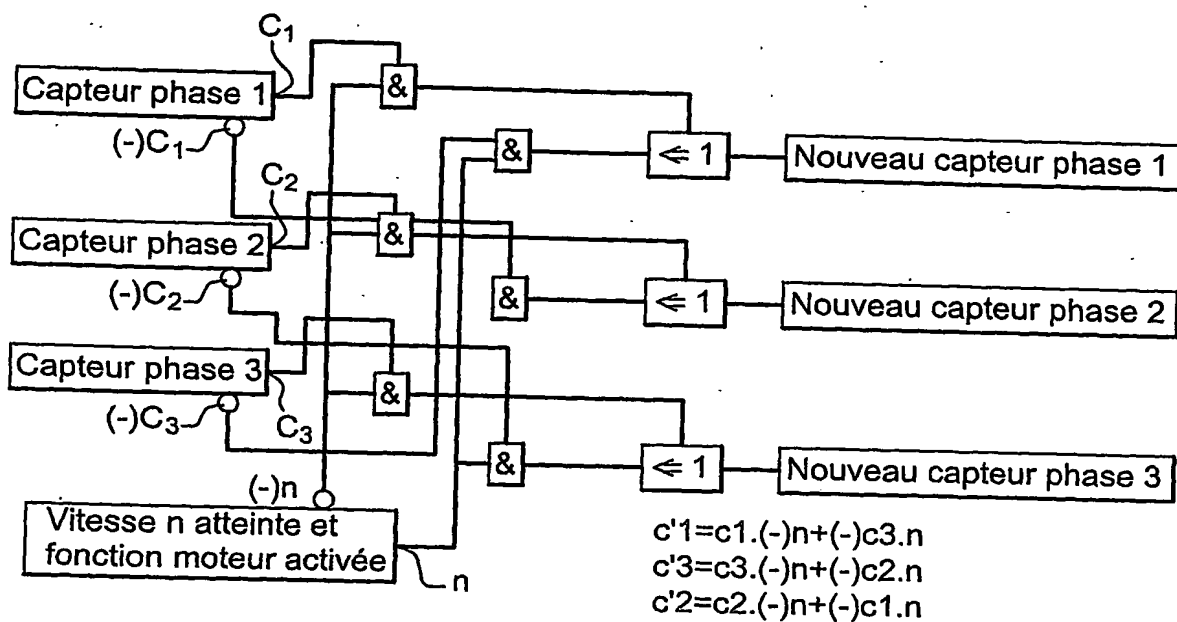 C1
Capteur phase 1
&
(-)C1
&
⋲ 1
Nouveau capteur phase 1
C2
Capteur phase 2
&
(-)C2
&
⋲ 1
Nouveau capteur phase 2
Capteur phase 3
&
(-)C3
C3
&
⋲ 1
Nouveau capteur phase 3
(-)n
Vitesse n atteinte et
fonction moteur activée
n
c'1=c1.(-)n+(-)c3.n
c'3=c3.(-)n+(-)c2.n
c'2=c2.(-)n+(-)c1.n